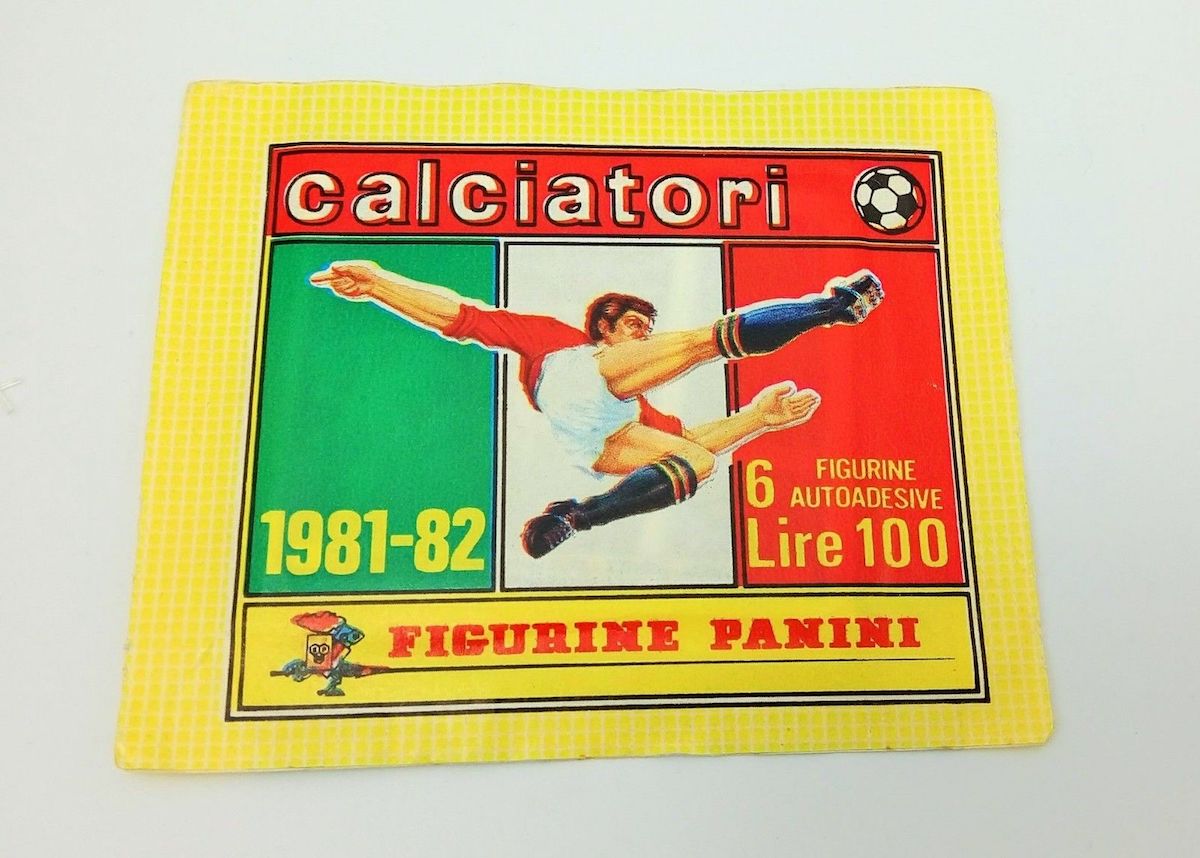 calciatori
1981-82
6 FIGURINE
AUTOADESIVE
Lire 100
FIGURINE PANINI